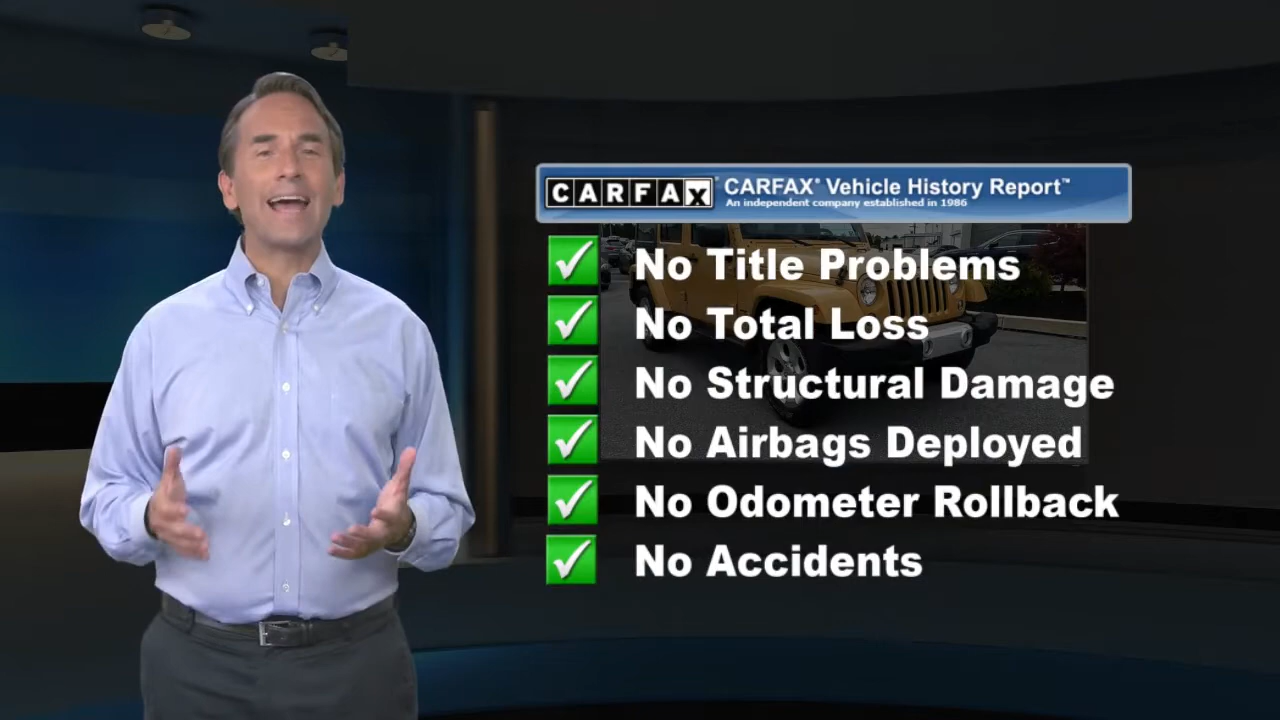 CARFAX
CARFAX® Vehicle History Report™
An independent company established in 1986
No Title Problems
No Total Loss
No Structural Damage
No Airbags Deployed
No Odometer Rollback
No Accidents